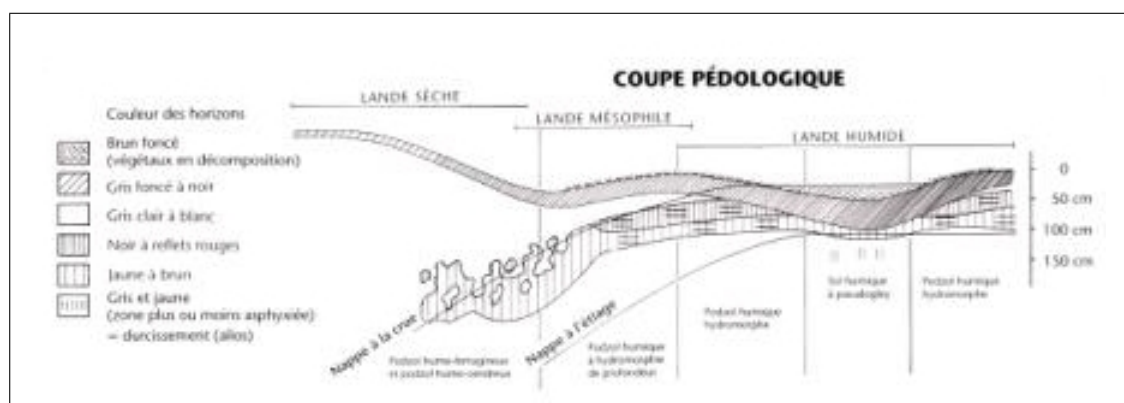 COUPE PÉDOLOGIQUE
LANDE SÈCHE
LANDE MÉSOPHILE
LANDE HUMIDE
Couleur des horizons
Brun foncé
(végétaux en décomposition)
Gris foncé à noir
Gris clair à blanc
Noir à reflets rouges
Jaune à brun
Gris et jaune
(zone plus ou moins asphyxiée)
= durcissement (alios)
0
50 cm
100 cm
150 cm
Nappe à la crue
Nappe à l'étiage
Podzol humo-ferrugineux
et podzol humo-cendreux
Podzol humique
à hydromorphie
de profondeur
Podzol humique
hydromorphe
Sol humique
à pseudogley
Podzol humique
hydromorphe